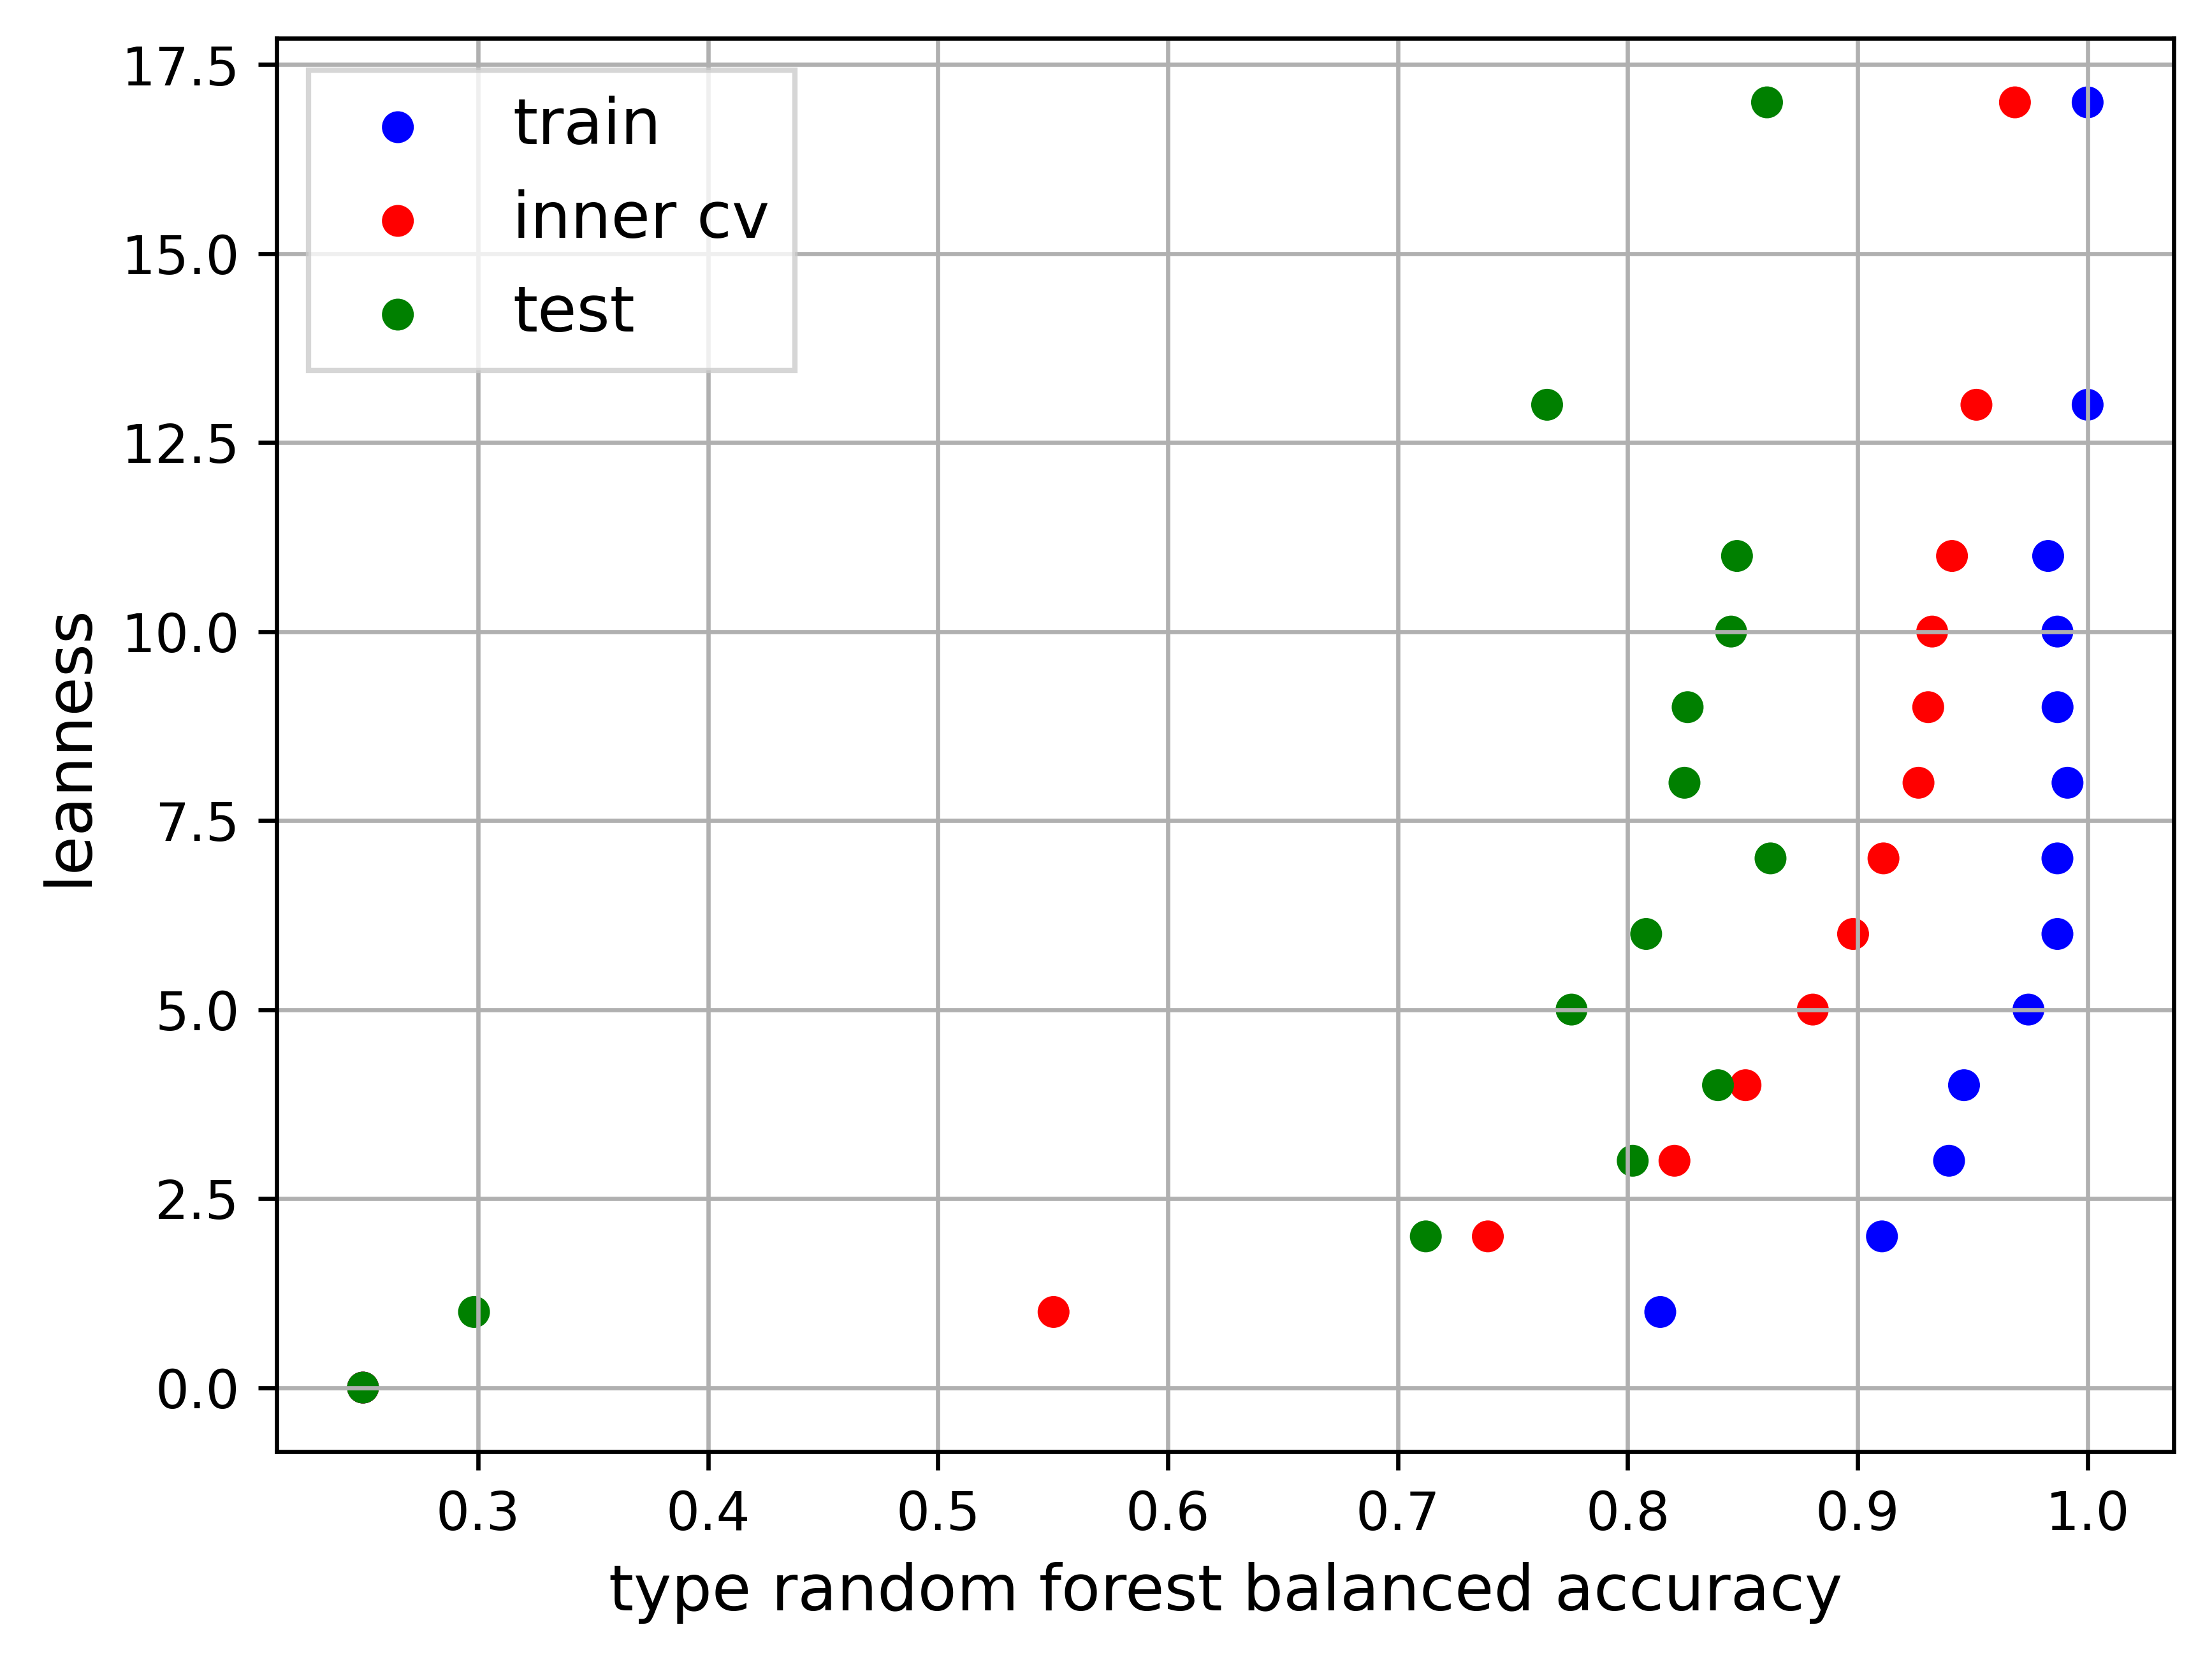 17.5
15.0
12.5
10.0
7.5
5.0
2.5
0.0
leanness
train
inner cv
test
0.3 0.4 0.5 0.6 0.7 0.8 0.9 1.0
type random forest balanced accuracy